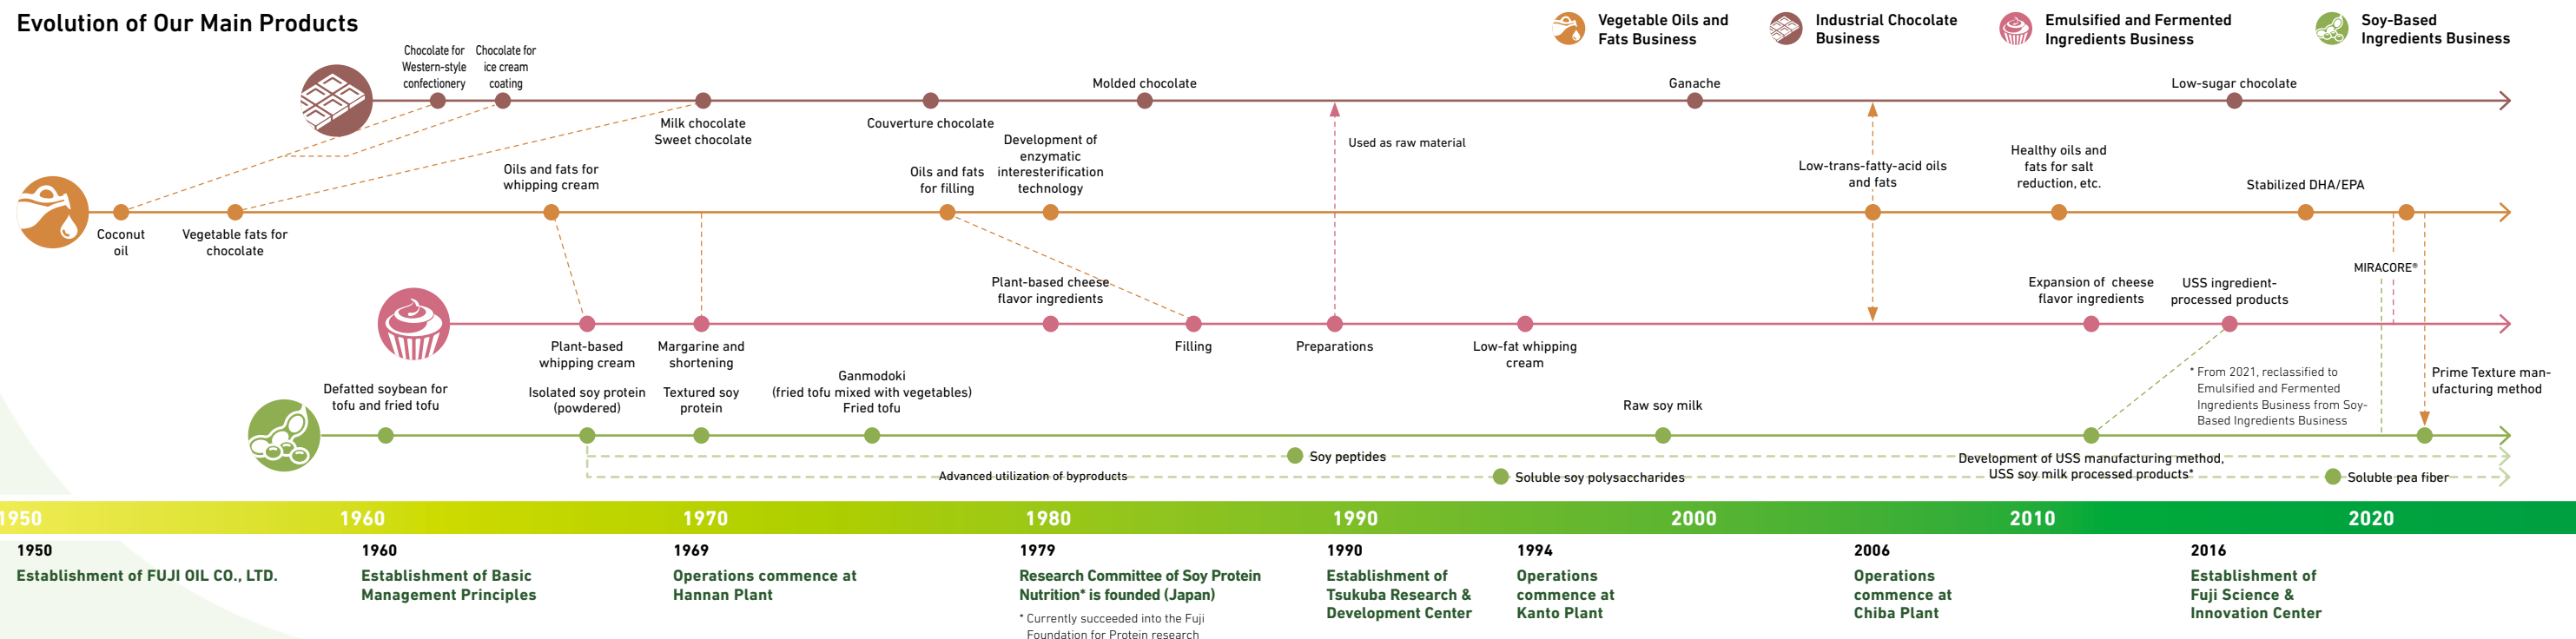 Evolution of Our Main Products
Vegetable Oils and
Fats Business
Industrial Chocolate
Business
Emulsified and Fermented
Ingredients Business
Soy-Based
Ingredients Business
Chocolate for
Western-style
confectionery
Chocolate for
ice cream
coating
Milk chocolate
Sweet chocolate
Couverture chocolate
Molded chocolate
Used as raw material
Ganache
Low-sugar chocolate
Coconut
oil
Vegetable fats for
chocolate
Oils and fats for
whipping cream
Oils and fats
for filling
Development of
enzymatic
interesterification
technology
Low-trans-fatty-acid oils
and fats
Healthy oils and
fats for salt
reduction, etc.
Stabilized DHA/EPA
MIRACORE®
Plant-based
whipping cream
Margarine and
shortening
Plant-based cheese
flavor ingredients
Filling
Preparations
Low-fat whipping
cream
Expansion of cheese
flavor ingredients
USS ingredient-
processed products
* From 2021, reclassified to
Emulsified and Fermented
Ingredients Business from Soy-
Based Ingredients Business
Prime Texture man-
ufacturing method
Defatted soybean for
tofu and fried tofu
Isolated soy protein
(powdered)
Textured soy
protein
Ganmodoki
(fried tofu mixed with vegetables)
Fried tofu
Raw soy milk
Soy peptides
Advanced utilization of byproducts
Soluble soy polysaccharides
Development of USS manufacturing method,
USS soy milk processed products*
Soluble pea fiber
1950
1960
1970
1980
1990
2000
2010
2020
1950
Establishment of FUJI OIL CO., LTD.
1960
Establishment of Basic
Management Principles
1969
Operations commence at
Hannan Plant
1979
Research Committee of Soy Protein
Nutrition* is founded (Japan)
* Currently succeeded into the Fuji
Foundation for Protein research
1990
Establishment of
Tsukuba Research &
Development Center
1994
Operations
commence at
Kanto Plant
2006
Operations
commence at
Chiba Plant
2016
Establishment of
Fuji Science &
Innovation Center